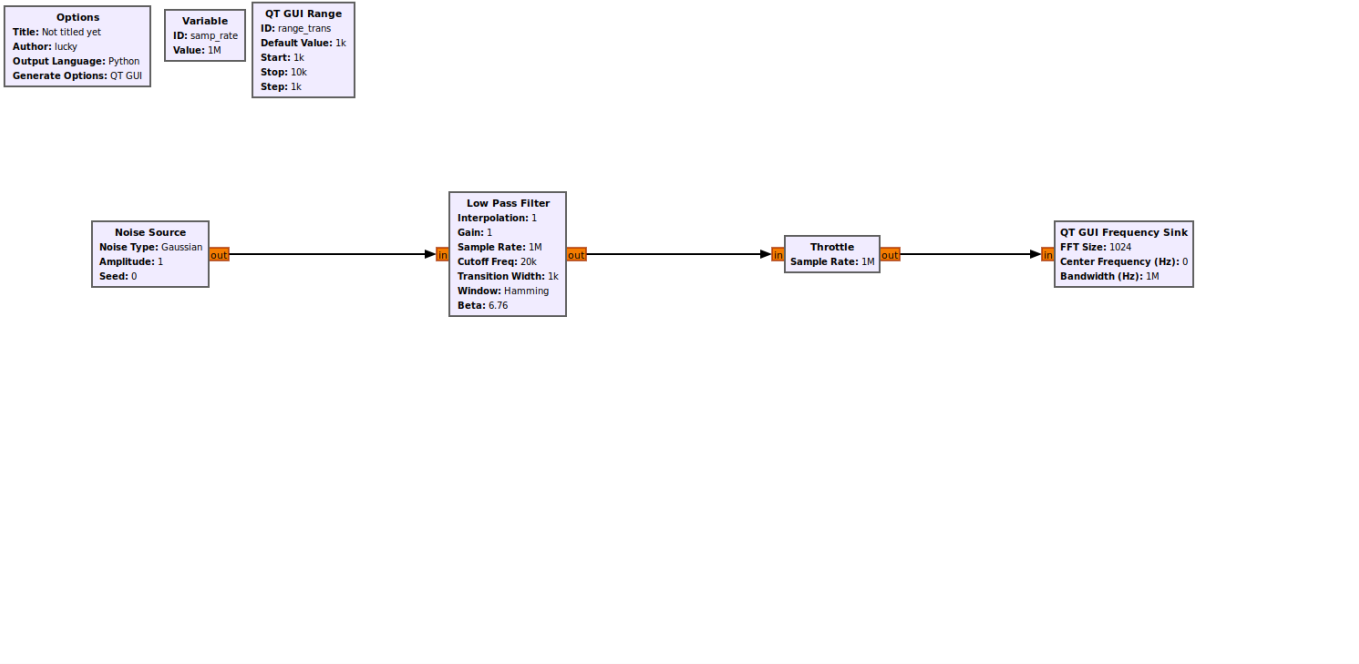 Options
Title: Not titled yet
Author: lucky
Output Language: Python
Generate Options: QT GUI
Variable
ID: samp_rate
Value: 1M
QT GUI Range
ID: range_trans
Default Value: 1k
Start: 1k
Stop: 10k
Step: 1k
Noise Source
Noise Type: Gaussian
Amplitude: 1
Seed: 0
out
in
Low Pass Filter
Interpolation: 1
Gain: 1
Sample Rate: 1M
Cutoff Freq: 20k
Transition Width: 1k
Window: Hamming
Beta: 6.76
out
in
Throttle
Sample Rate: 1M
out
in
QT GUI Frequency Sink
FFT Size: 1024
Center Frequency (Hz): 0
Bandwidth (Hz): 1M